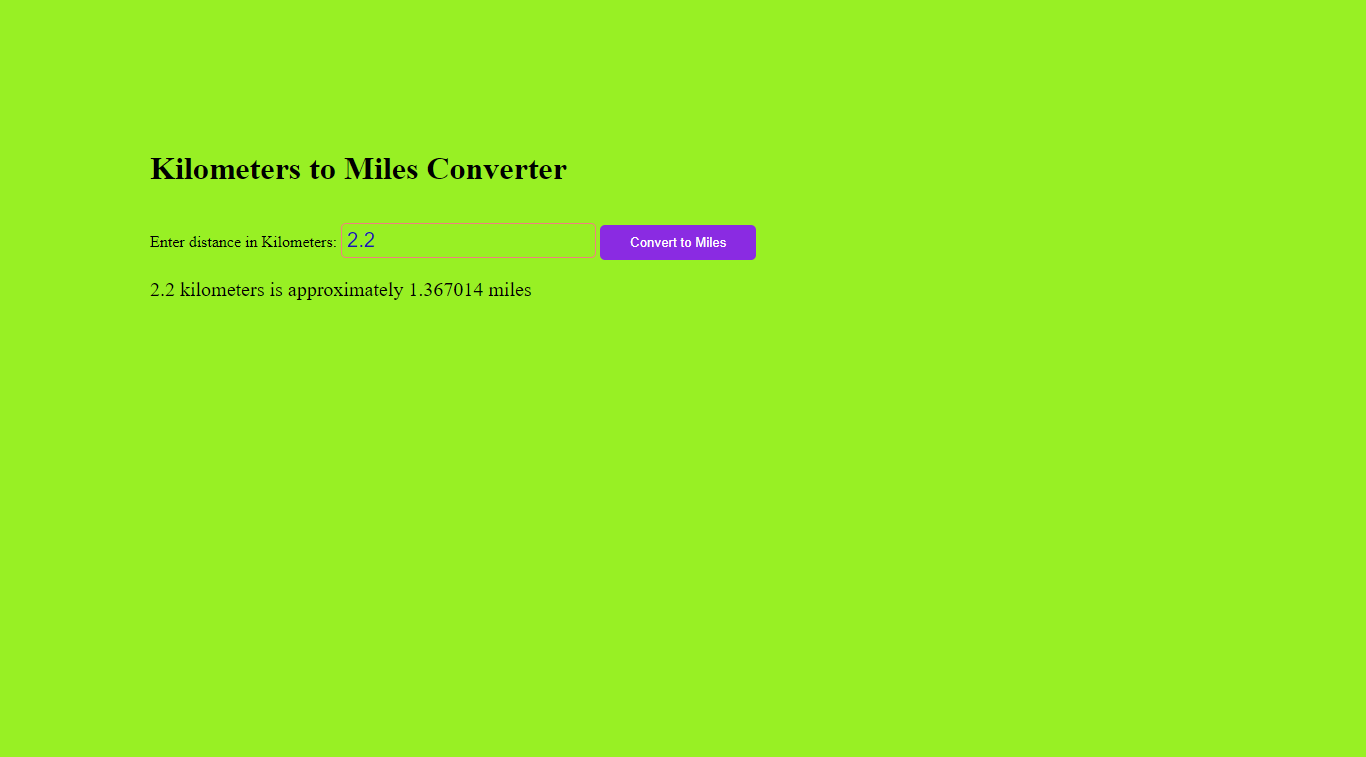 Kilometers to Miles Converter
Enter distance in Kilometers: 2.2 Convert to Miles
2.2 kilometers is approximately 1.367014 miles